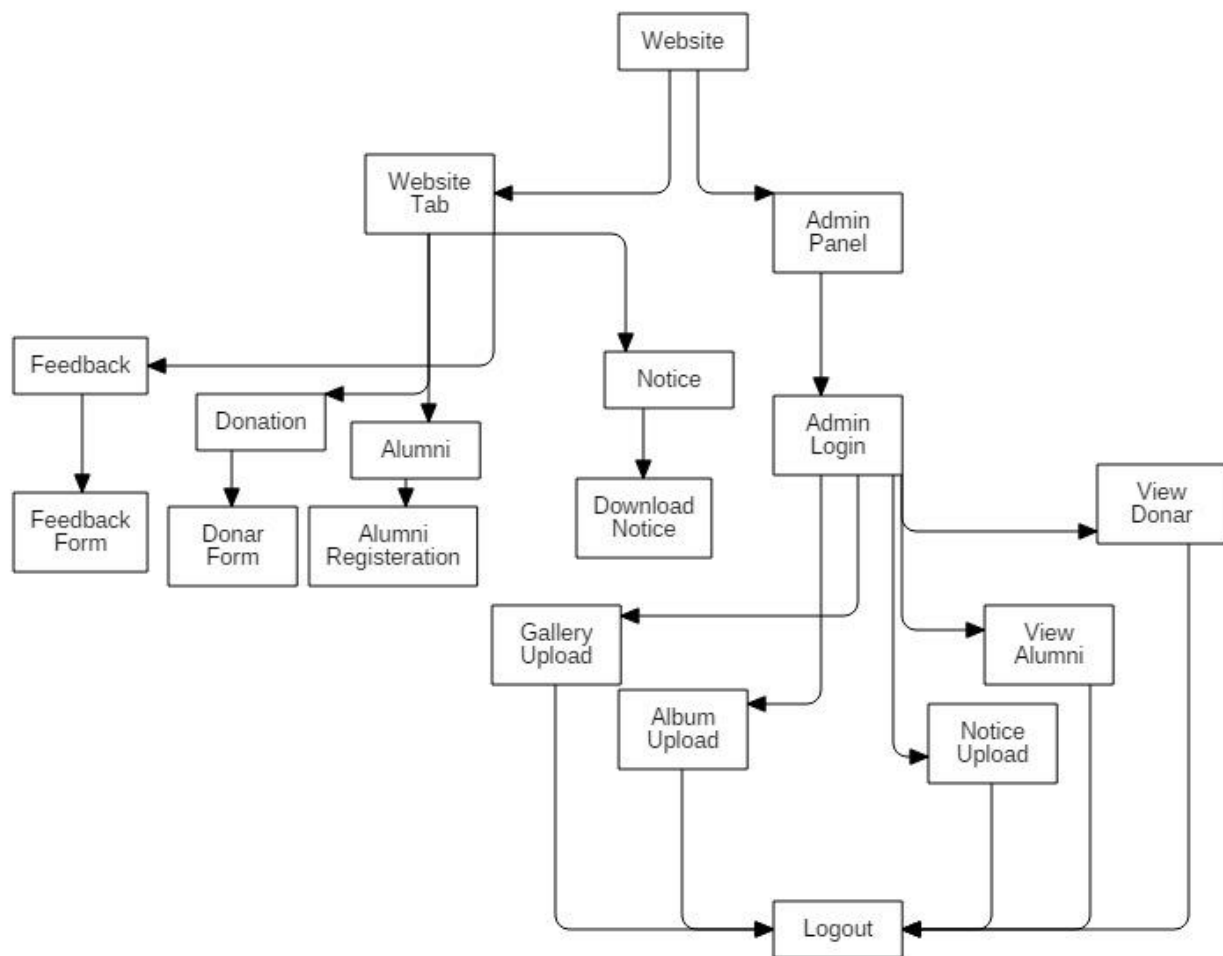 Website
Website
Tab
Admin
Panel
Feedback
Donation
Alumni
Notice
Admin
Login
Feedback
Form
Donar
Form
Alumni
Registeration
Download
Notice
View
Donar
Gallery
Upload
View
Alumni
Album
Upload
Notice
Upload
Logout